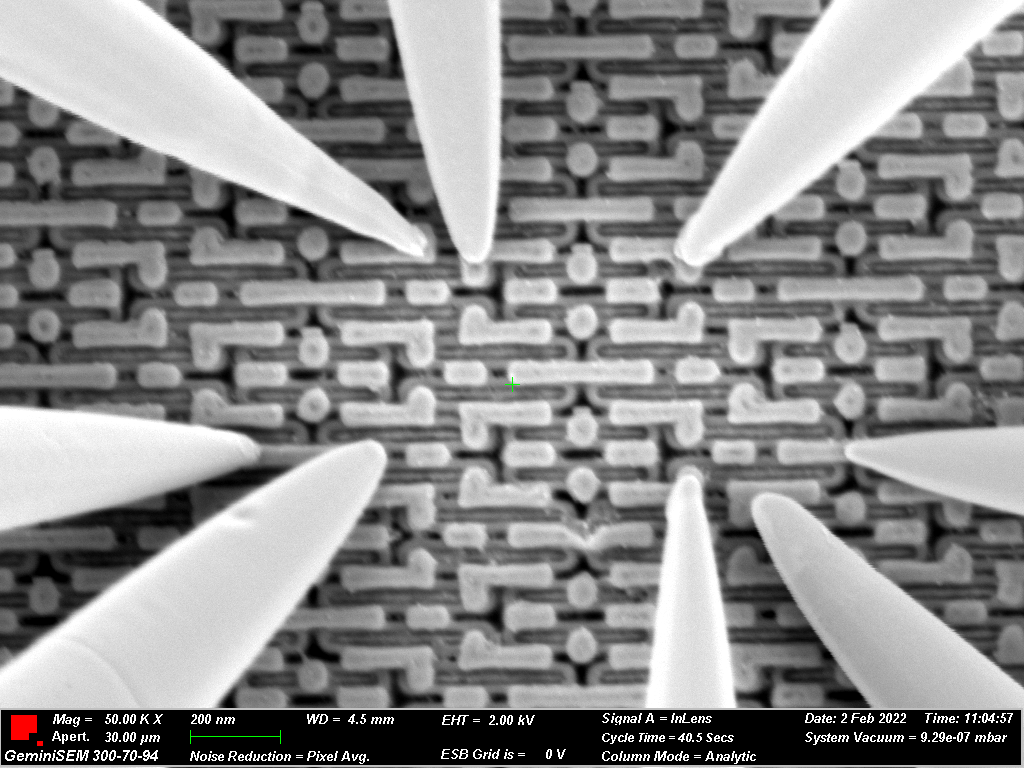 Mag = 50.00 K X 200 nm WD = 4.5 mm EHT = 2.00 kV Signal A = InLens Date: 2 Feb 2022 Time: 11:04:57
Apert. 30.00 µm Cycle Time = 40.5 Secs System Vacuum = 9.29e-07 mbar
GeminiSEM 300-70-94 Noise Reduction = Pixel Avg. ESB Grid is = 0 V Column Mode = Analytic